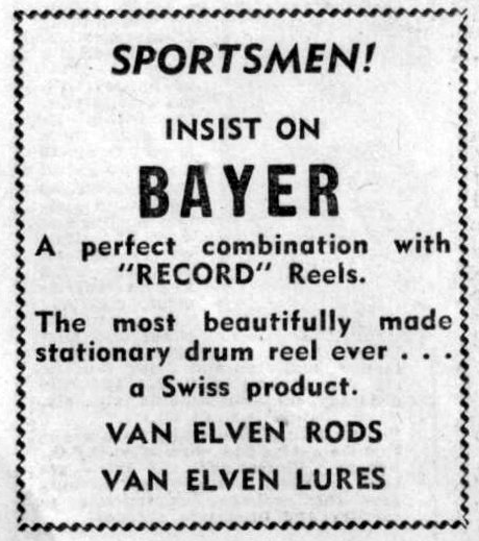 SPORTSMEN!
INSIST ON
BAYER
A perfect combination with
"RECORD" Reels.
The most beautifully made
stationary drum reel ever . . .
a Swiss product.
VAN ELVEN RODS
VAN ELVEN LURES